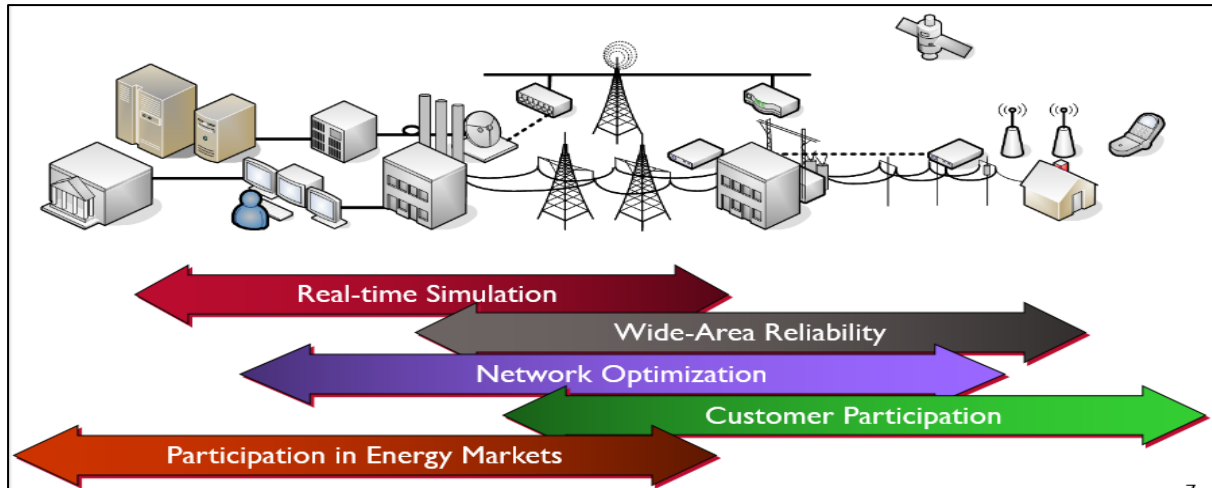 Real-time Simulation
Wide-Area Reliability
Network Optimization
Customer Participation
Participation in Energy Markets